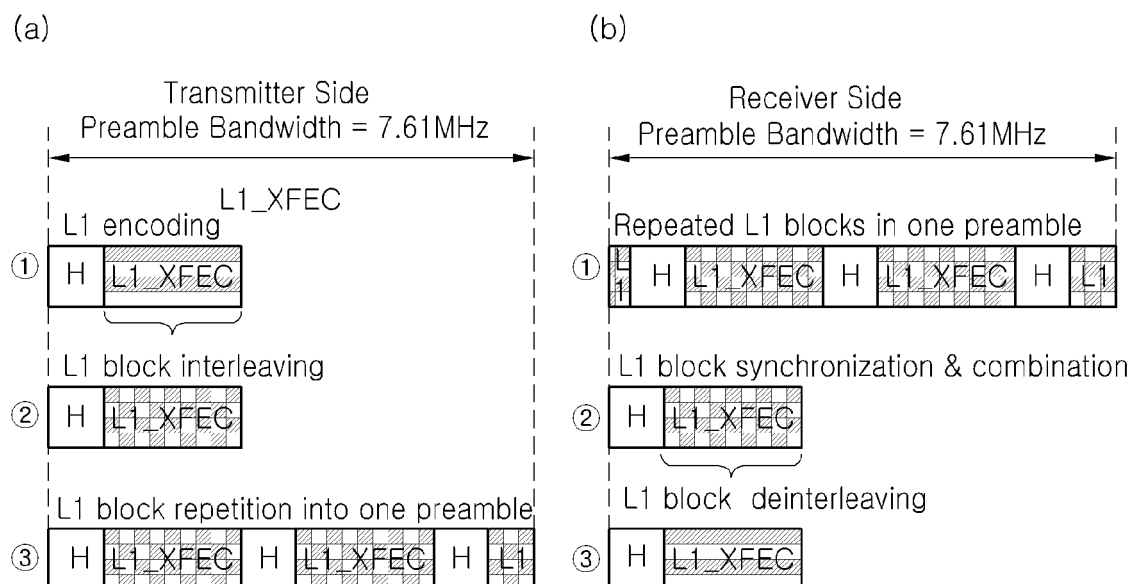 (a)
Transmitter Side
Preamble Bandwidth = 7.61MHz
L1_XFEC
L1 encoding
① H L1_XFEC
L1 block interleaving
② H L1_XFEC
L1 block repetition into one preamble
③ H L1_XFEC H L1_XFEC H L1
(b)
Receiver Side
Preamble Bandwidth = 7.61MHz
Repeated L1 blocks in one preamble
① L1 H L1_XFEC H L1_XFEC H L1
L1 block synchronization & combination
② H L1_XFEC
L1 block deinterleaving
③ H L1_XFEC